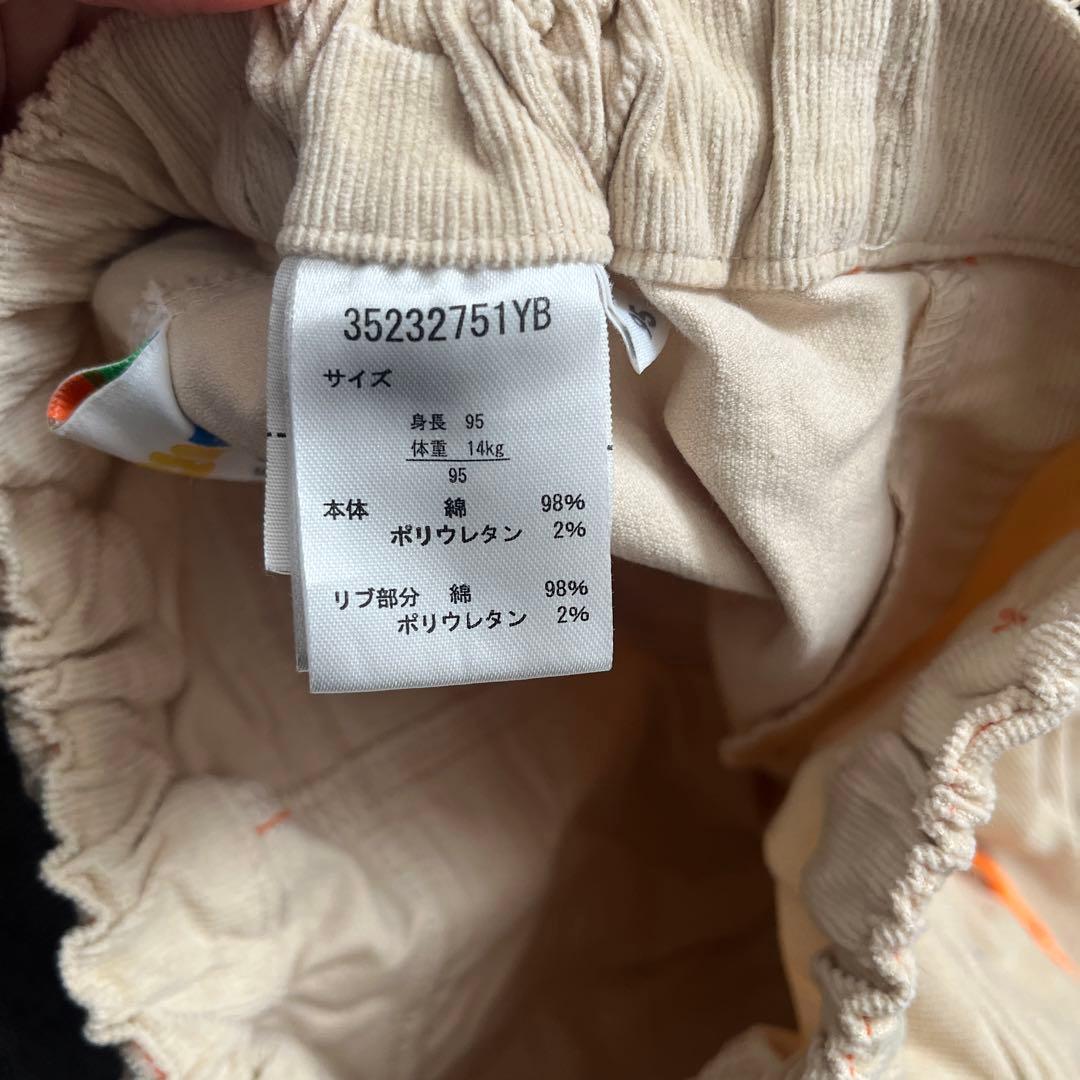 35232751YB
サイズ
身長 95
体重 14kg
95
本体 綿 98%
ポリウレタン 2%
リブ部分 綿 98%
ポリウレタン 2%